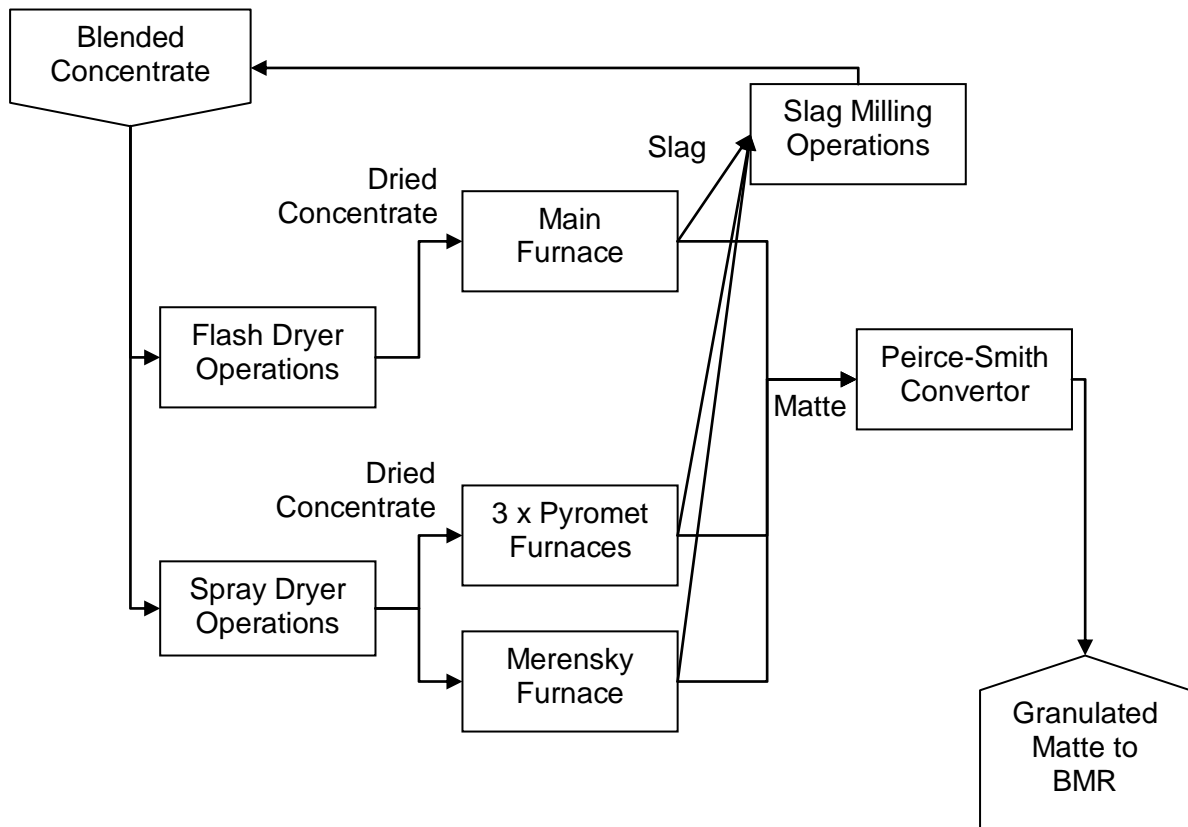 Blended
Concentrate
Slag Milling
Operations
Slag
Dried
Concentrate
Main
Furnace
Flash Dryer
Operations
Peirce-Smith
Convertor
Matte
Dried
Concentrate
3 x Pyromet
Furnaces
Spray Dryer
Operations
Merensky
Furnace
Granulated
Matte to
BMR